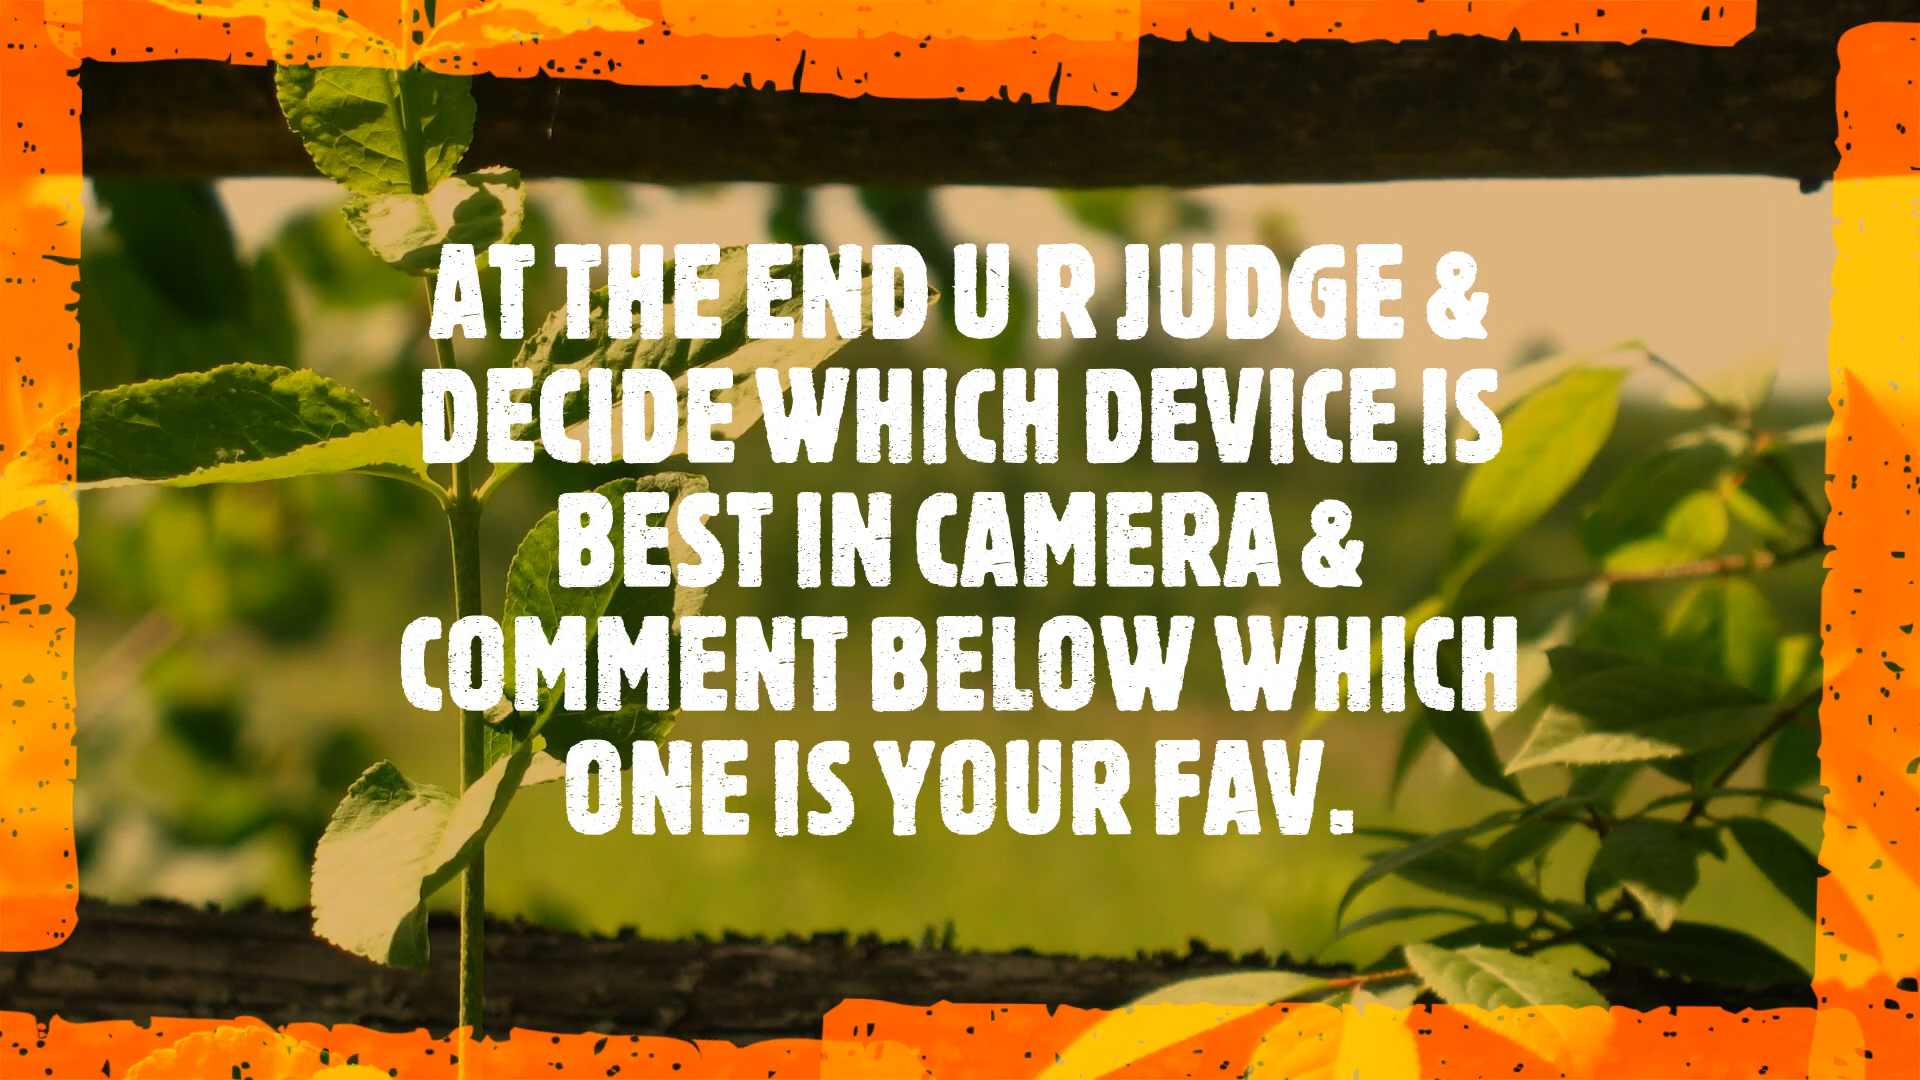 AT THE END U R JUDGE &
DECIDE WHICH DEVICE IS
BEST IN CAMERA &
COMMENT BELOW WHICH
ONE IS YOUR FAV.